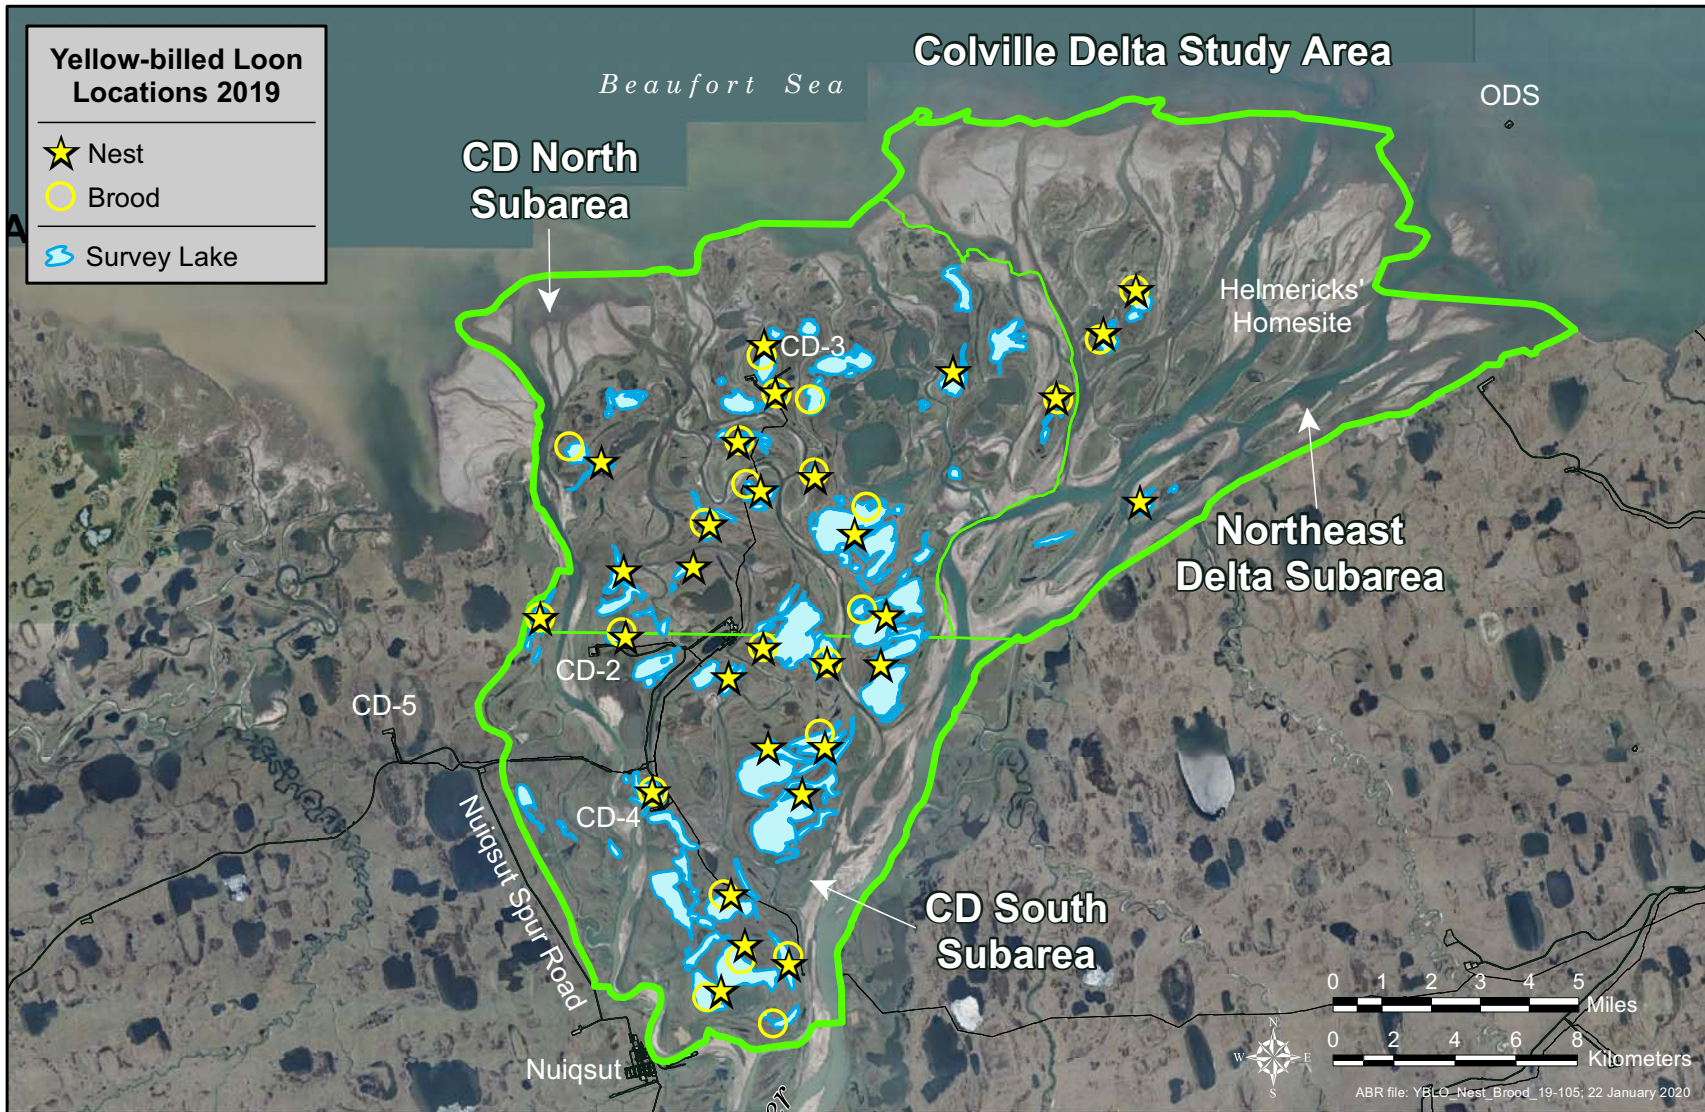 Yellow-billed Loon
Locations 2019
Nest
Brood
Survey Lake
A
Beaufort Sea
Colville Delta Study Area
ODS
CD North
Subarea
Helmericks'
Homesite
CD-3
Northeast
Delta Subarea
CD-2
CD-5
CD-4
Nuiqsut Spur Road
CD South
Subarea
Nuiqsut
er
0 1 2 3 4 5
Miles
0 2 4 6 8
Kilometers
N
W E
S
ABR file: YBLO_Nest_Brood_19-105; 22 January 2020